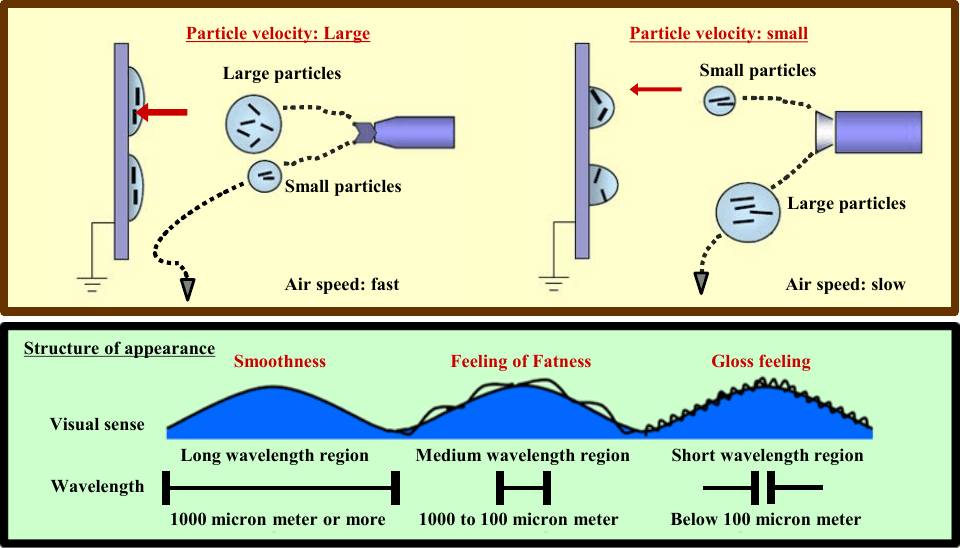 Particle velocity: Large
Large particles
Small particles
Air speed: fast
Particle velocity: small
Small particles
Large particles
Air speed: slow
Structure of appearance
Smoothness
Feeling of Fatness
Gloss feeling
Visual sense
Long wavelength region
Medium wavelength region
Short wavelength region
Wavelength
1000 micron meter or more
1000 to 100 micron meter
Below 100 micron meter